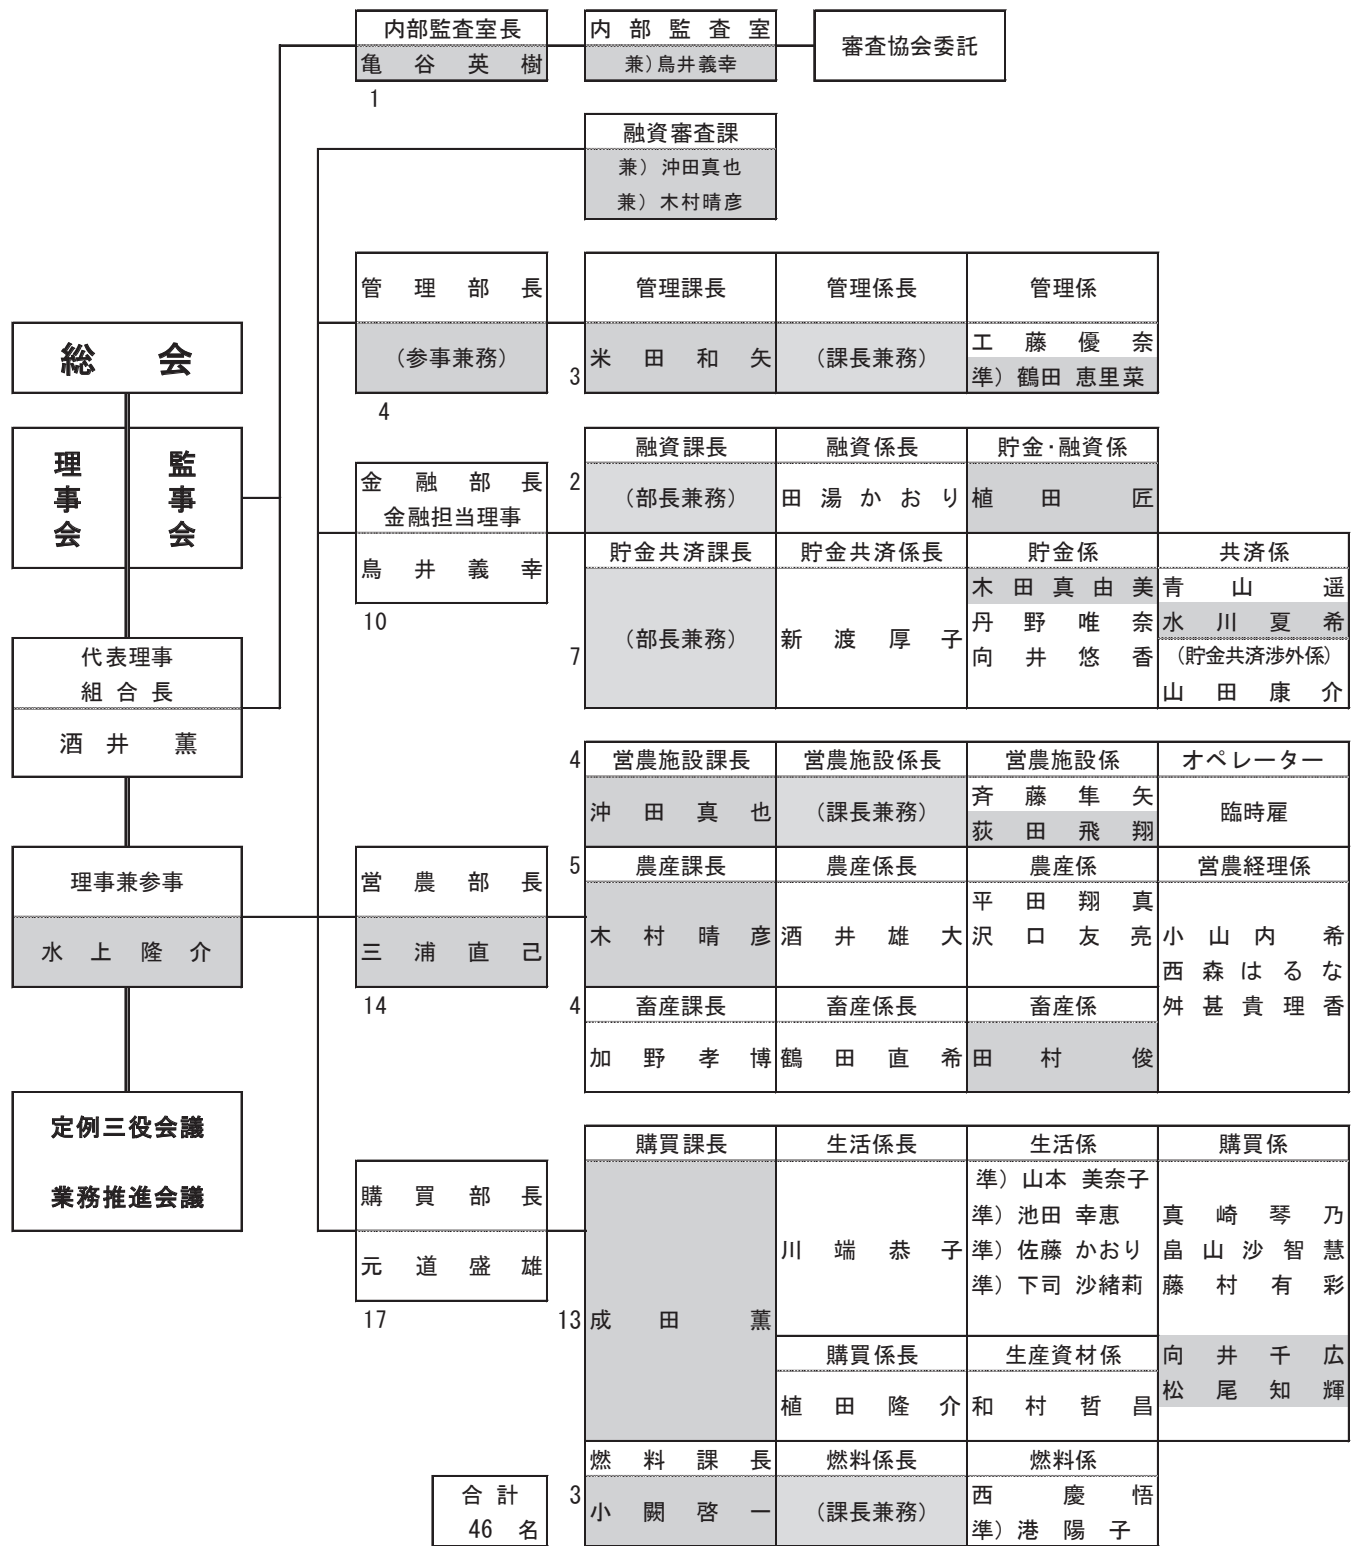 内部監査室長
亀谷英樹
1
内部監査室
兼）鳥井義幸
審査協会委託
融資審査課
兼）沖田真也
兼）木村晴彦
総会
理事会
監事会
代表理事
組合長
酒井 薫
理事兼参事
水上隆介
定例三役会議
業務推進会議
管理部長
（参事兼務）
4
3
管理課長
米田和矢
管理係長
（課長兼務）
管理係
工藤優奈
準）鶴田 恵里菜
金融部長
金融担当理事
鳥井義幸
10
2
融資課長
（部長兼務）
融資係長
田湯かおり
貯金・融資係
植田匠
7
貯金共済課長
（部長兼務）
貯金共済係長
新渡厚子
貯金係
木田真由美
丹野唯奈
向井悠香
共済係
青山遥
水川夏希
（貯金共済渉外係）
山田康介
営農部長
三浦直己
14
4
営農施設課長
沖田真也
営農施設係長
（課長兼務）
営農施設係
斉藤隼矢
荻田飛翔
オペレーター
臨時雇
5
農産課長
木村晴彦
農産係長
酒井雄大
農産係
平田翔真
沢口友亮
営農経理係
小山内希
西森はるな
舛甚貴理香
4
畜産課長
加野孝博
畜産係長
鶴田直希
畜産係
田村俊
購買部長
元道盛雄
17
13
購買課長
成田薫
生活係長
川端恭子
生活係
準）山本 美奈子
準）池田 幸恵
準）佐藤 かおり
準）下司 沙緒莉
購買係
真崎琴乃
畠山沙智慧
藤村有彩
向井千広
松尾知輝
購買係長
植田隆介
生産資材係
和村哲昌
3
燃料課長
小闕啓一
燃料係長
（課長兼務）
燃料係
西慶悟
準）港陽子
合計
46 名